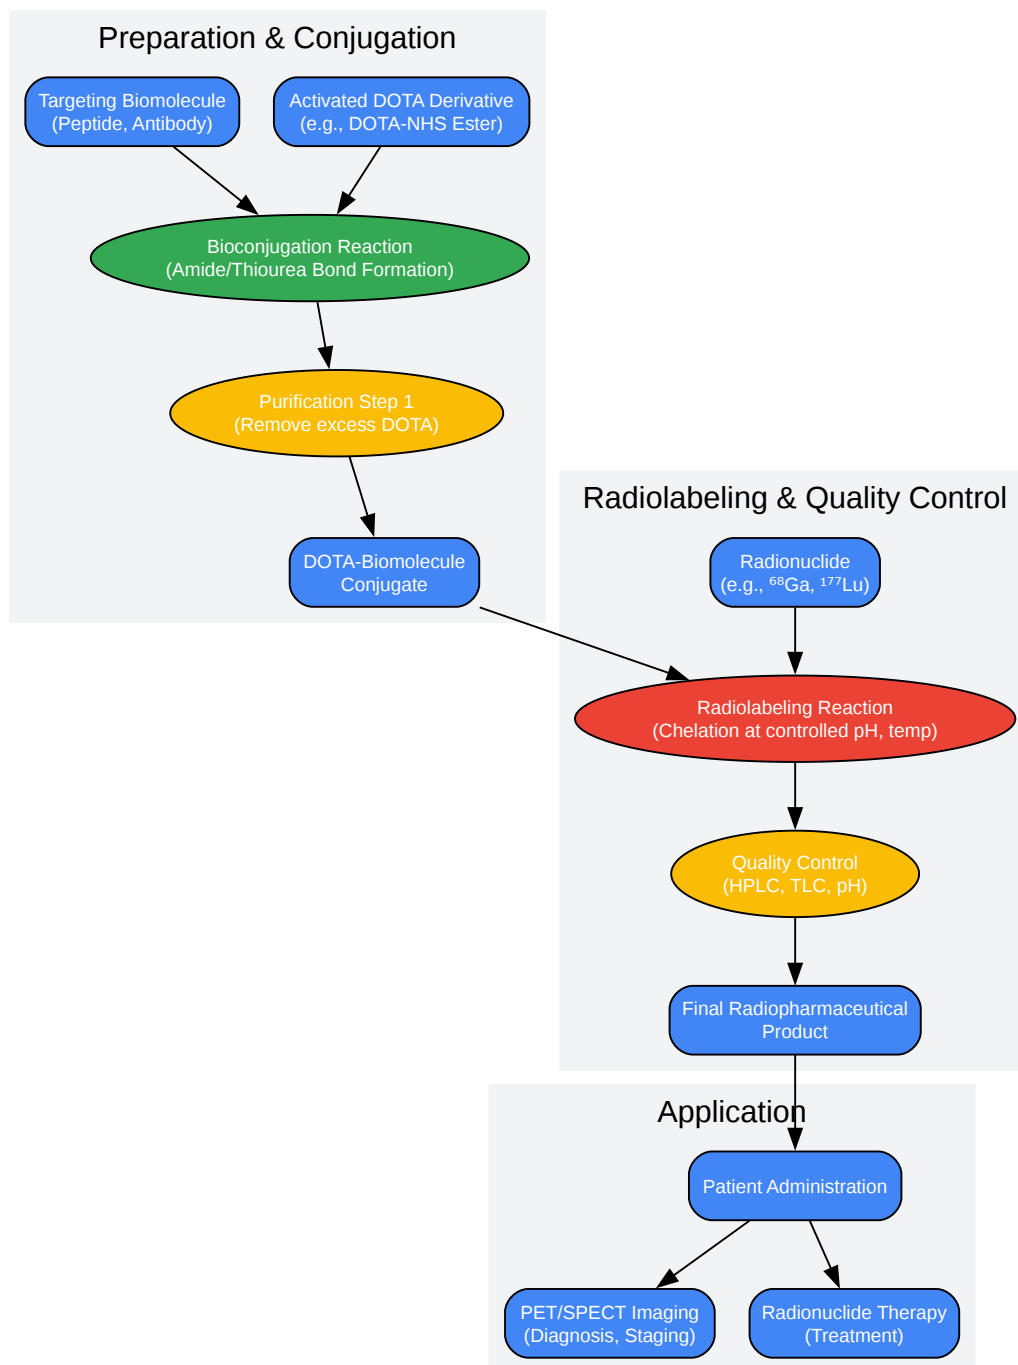 Preparation & Conjugation
Targeting Biomolecule
(Peptide, Antibody)
Activated DOTA Derivative
(e.g., DOTA-NHS Ester)
Bioconjugation Reaction
(Amide/Thiourea Bond Formation)
Purification Step 1
(Remove excess DOTA)
DOTA-Biomolecule
Conjugate
Radiolabeling & Quality Control
Radionuclide
(e.g., ⁶⁸Ga, ¹⁷⁷Lu)
Radiolabeling Reaction
(Chelation at controlled pH, temp)
Quality Control
(HPLC, TLC, pH)
Final Radiopharmaceutical
Product
Application
Patient Administration
PET/SPECT Imaging
(Diagnosis, Staging)
Radionuclide Therapy
(Treatment)